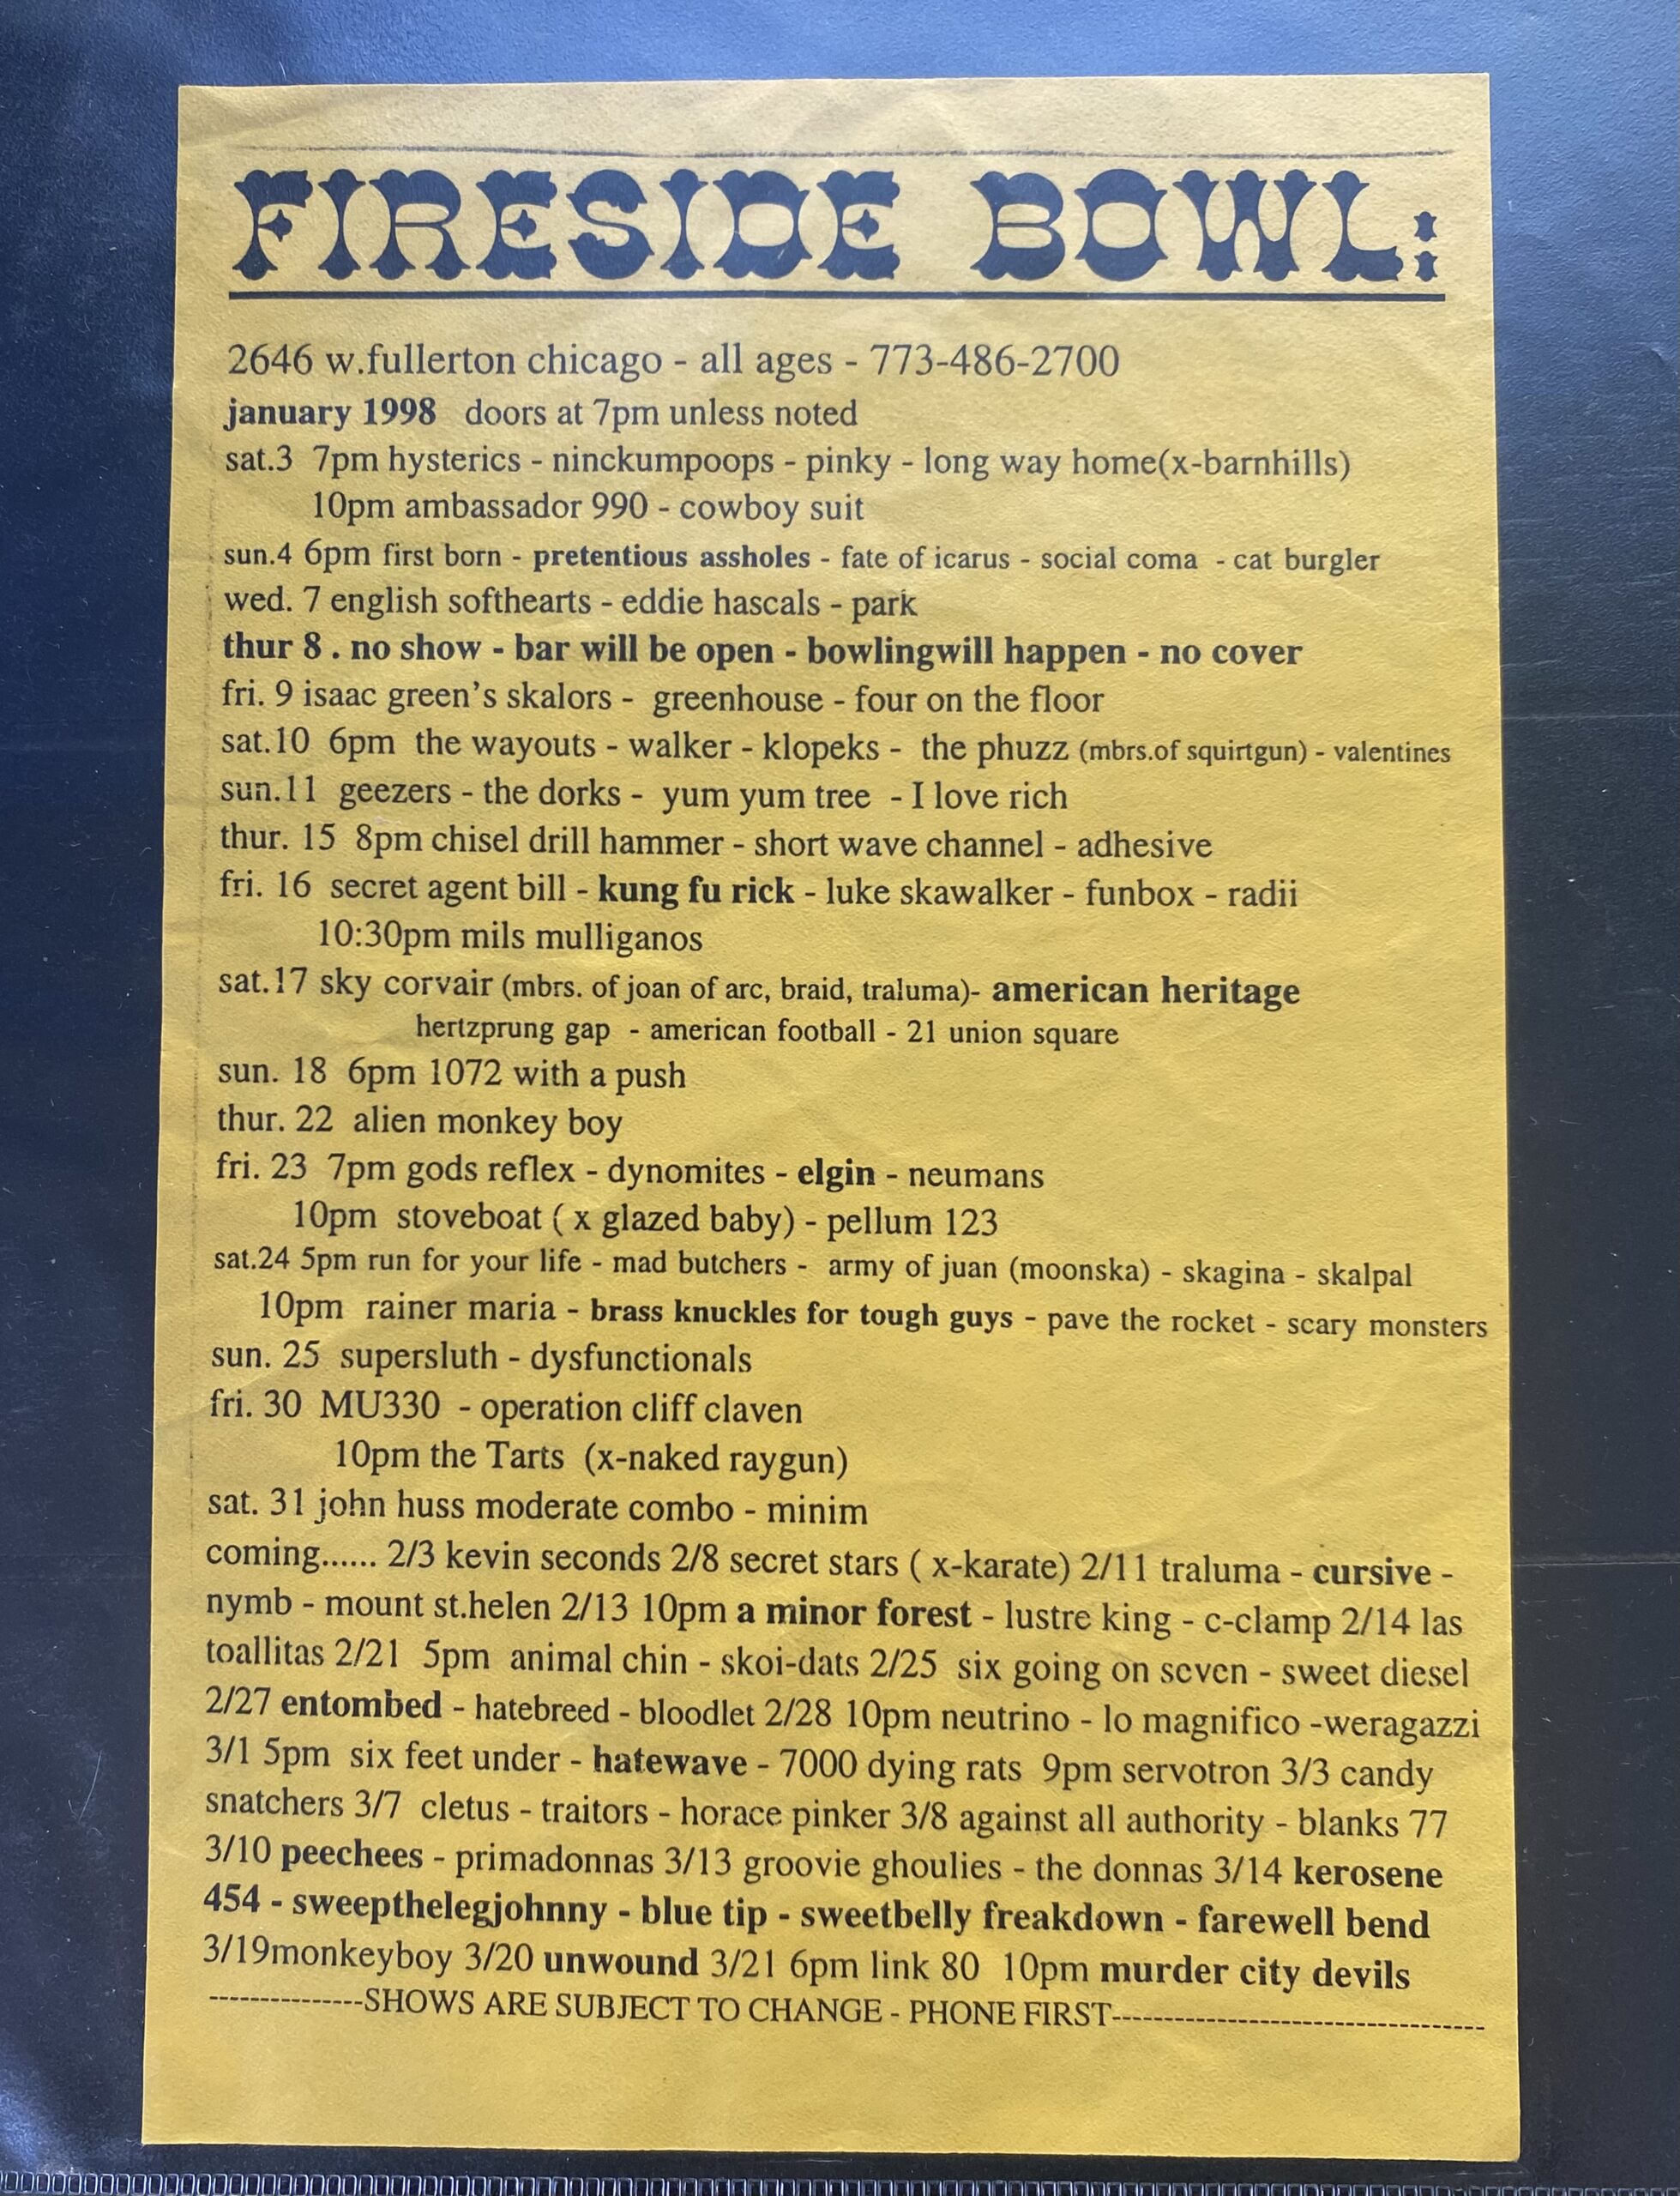 FIRESIDE BOWL:
2646 w.fullerton chicago - all ages - 773-486-2700
january 1998 doors at 7pm unless noted
sat.3 7pm hysterics - ninckumpoops - pinky - long way home(x-barnhills)
10pm ambassador 990 - cowboy suit
sun.4 6pm first born - pretentious assholes - fate of icarus - social coma - cat burgler
wed. 7 english softhearts - eddie hascals - park
thur 8 . no show - bar will be open - bowlingwill happen - no cover
fri. 9 isaac green's skalors - greenhouse - four on the floor
sat.10 6pm the wayouts - walker - klopeks - the phuzz (mbrs.of squirtgun) - valentines
sun.11 geezers - the dorks - yum yum tree - I love rich
thur. 15 8pm chisel drill hammer - short wave channel - adhesive
fri. 16 secret agent bill - kung fu rick - luke skawalker - funbox - radii
10:30pm mils mulliganos
sat.17 sky corvair (mbrs. of joan of arc, braid, traluma)- american heritage
hertzprung gap - american football - 21 union square
sun. 18 6pm 1072 with a push
thur. 22 alien monkey boy
fri. 23 7pm gods reflex - dynomites - elgin - neumans
10pm stoveboat ( x glazed baby) - pellum 123
sat.24 5pm run for your life - mad butchers - army of juan (moonska) - skagina - skalpal
10pm rainer maria - brass knuckles for tough guys - pave the rocket - scary monsters
sun. 25 supersluth - dysfunctionals
fri. 30 MU330 - operation cliff claven
10pm the Tarts (x-naked raygun)
sat. 31 john huss moderate combo - minim
coming...... 2/3 kevin seconds 2/8 secret stars ( x-karate) 2/11 traluma - cursive -
nymb - mount st.helen 2/13 10pm a minor forest - lustre king - c-clamp 2/14 las
toallitas 2/21 5pm animal chin - skoi-dats 2/25 six going on seven - sweet diesel
2/27 entombed - hatebreed - bloodlet 2/28 10pm neutrino - lo magnifico -weragazzi
3/1 5pm six feet under - hatewave - 7000 dying rats 9pm servotron 3/3 candy
snatchers 3/7 cletus - traitors - horace pinker 3/8 against all authority - blanks 77
3/10 peechees - primadonnas 3/13 groovie ghoulies - the donnas 3/14 kerosene
454 - sweepthelegjohnny - blue tip - sweetbelly freakdown - farewell bend
3/19monkeyboy 3/20 unwound 3/21 6pm link 80 10pm murder city devils
---------------SHOWS ARE SUBJECT TO CHANGE - PHONE FIRST------------------------------------